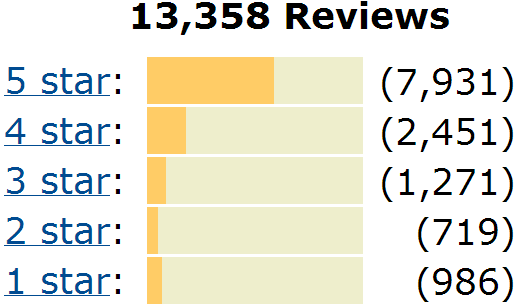 13,358 Reviews
5 star: (7,931)
4 star: (2,451)
3 star: (1,271)
2 star: (719)
1 star: (986)